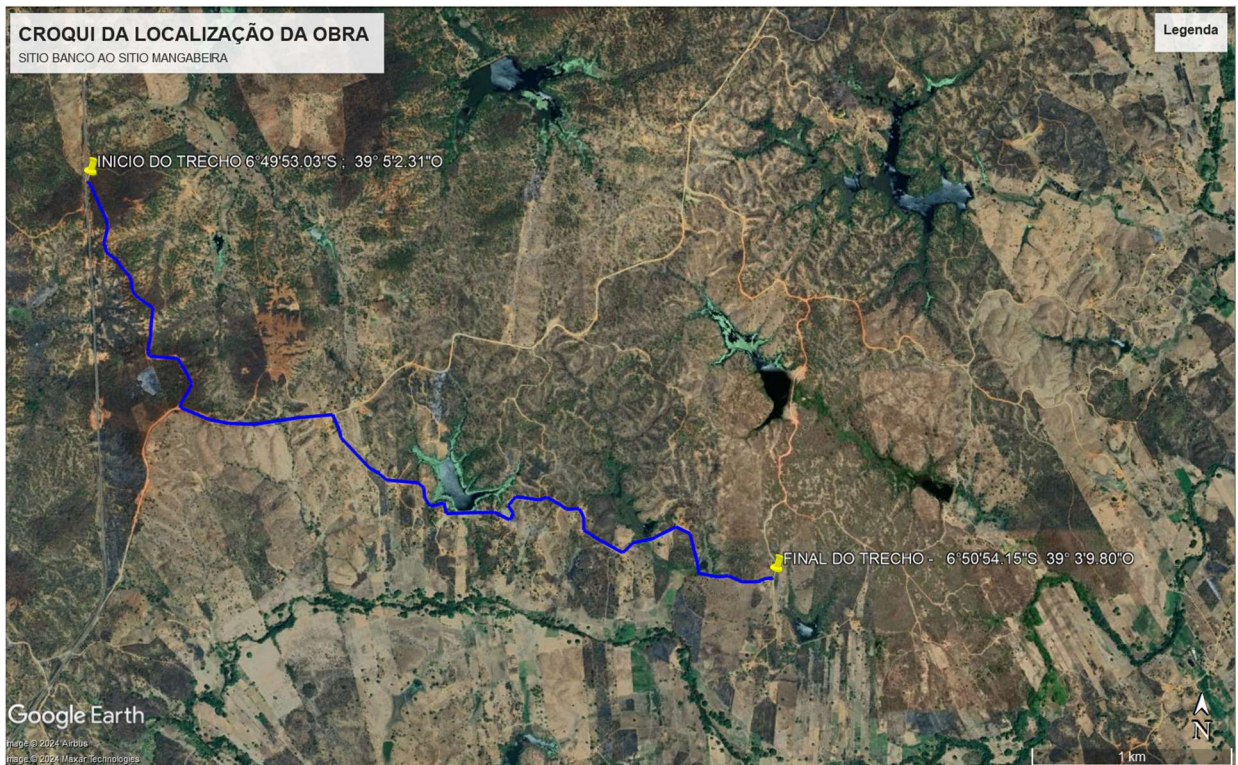 CROQUI DA LOCALIZAÇÃO DA OBRA
SITIO BANCO AO SITIO MANGABEIRA
Legenda
INICIO DO TRECHO 6°49'53.03"S ; 39° 5'2.31"O
FINAL DO TRECHO - 6°50'54.15"S 39° 3'9.80"O
Google Earth
Image © 2024 Airbus
Image © 2024 Maxar Technologies
N
1 km